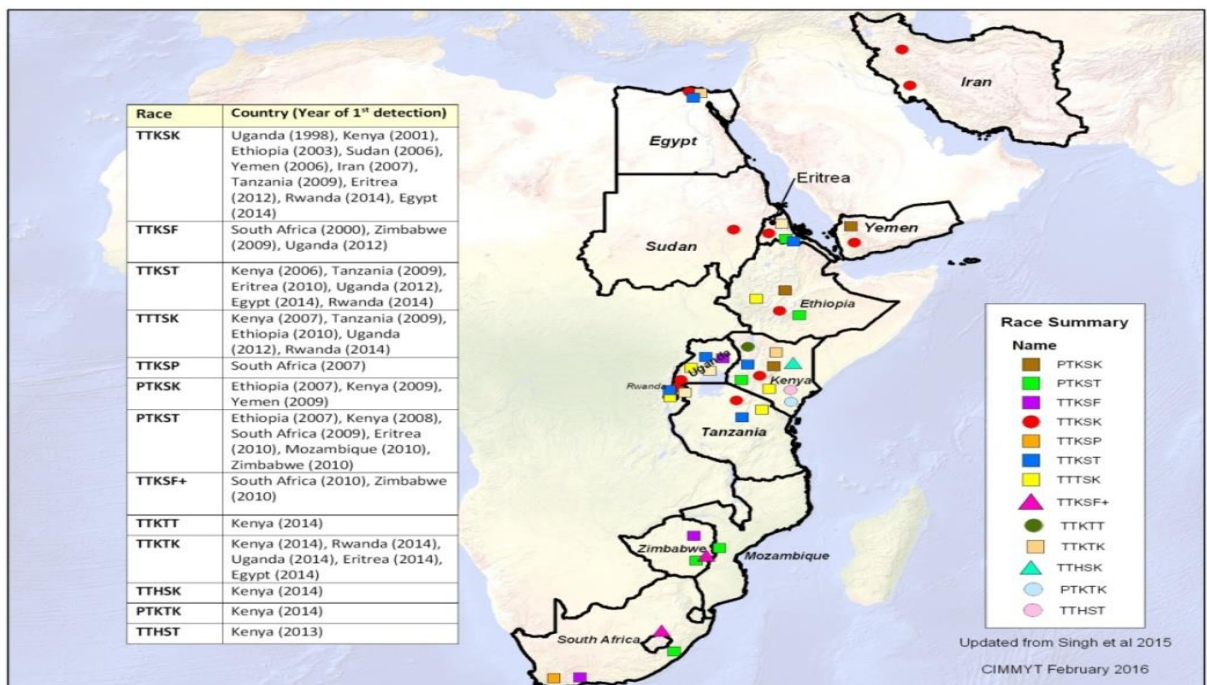 Race Country (Year of 1st detection)
TTKSK Uganda (1998), Kenya (2001),
Ethiopia (2003), Sudan (2006),
Yemen (2006), Iran (2007),
Tanzania (2009), Eritrea
(2012), Rwanda (2014), Egypt
(2014)
TTKSF South Africa (2000), Zimbabwe
(2009), Uganda (2012)
TTKST Kenya (2006), Tanzania (2009),
Eritrea (2010), Uganda (2012),
Egypt (2014), Rwanda (2014)
TTTSK Kenya (2007), Tanzania (2009),
Ethiopia (2010), Uganda
(2012), Rwanda (2014)
TTKSP South Africa (2007)
PTKSK Ethiopia (2007), Kenya (2009),
Yemen (2009)
PTKST Ethiopia (2007), Kenya (2008),
South Africa (2009), Eritrea
(2010), Mozambique (2010),
Zimbabwe (2010)
TTKSF+ South Africa (2010), Zimbabwe
(2010)
TTKTT Kenya (2014)
TTKTK Kenya (2014), Rwanda (2014),
Uganda (2014), Eritrea (2014),
Egypt (2014)
TTHSK Kenya (2014)
PTKTK Kenya (2014)
TTHST Kenya (2013)
Iran
Egypt
Eritrea
Sudan
Yemen
Ethiopia
Uganda
Rwanda
Kenya
Tanzania
Zimbabwe
Mozambique
South Africa
Race Summary
Name
PTKSK
PTKST
TTKSF
TTKSK
TTKSP
TTKST
TTTSK
TTKSF+
TTKTT
TTKTK
TTHSK
PTKTK
TTHST
Updated from Singh et al 2015
CIMMYT February 2016